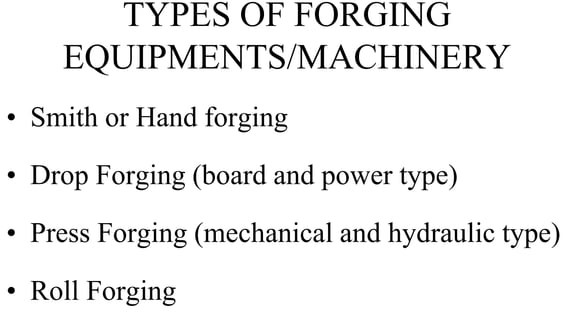 TYPES OF FORGING
EQUIPMENTS/MACHINERY
• Smith or Hand forging
• Drop Forging (board and power type)
• Press Forging (mechanical and hydraulic type)
• Roll Forging